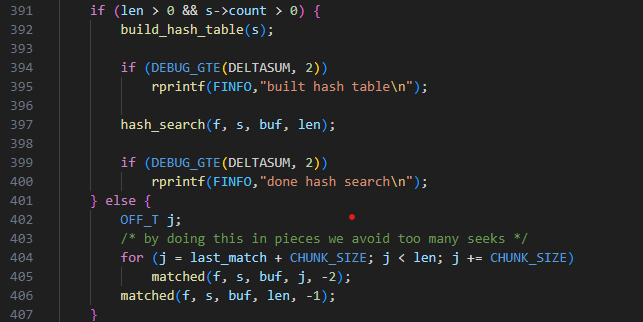 391 if (len > 0 && s->count > 0) {
392 build_hash_table(s);
393
394 if (DEBUG_GTE(DELTASUM, 2))
395 rprintf(FINFO,"built hash table\n");
396
397 hash_search(f, s, buf, len);
398
399 if (DEBUG_GTE(DELTASUM, 2))
400 rprintf(FINFO,"done hash search\n");
401 } else {
402 OFF_T j;
403 /* by doing this in pieces we avoid too many seeks */
404 for (j = last_match + CHUNK_SIZE; j < len; j += CHUNK_SIZE)
405 matched(f, s, buf, j, -2);
406 matched(f, s, buf, len, -1);
407 }